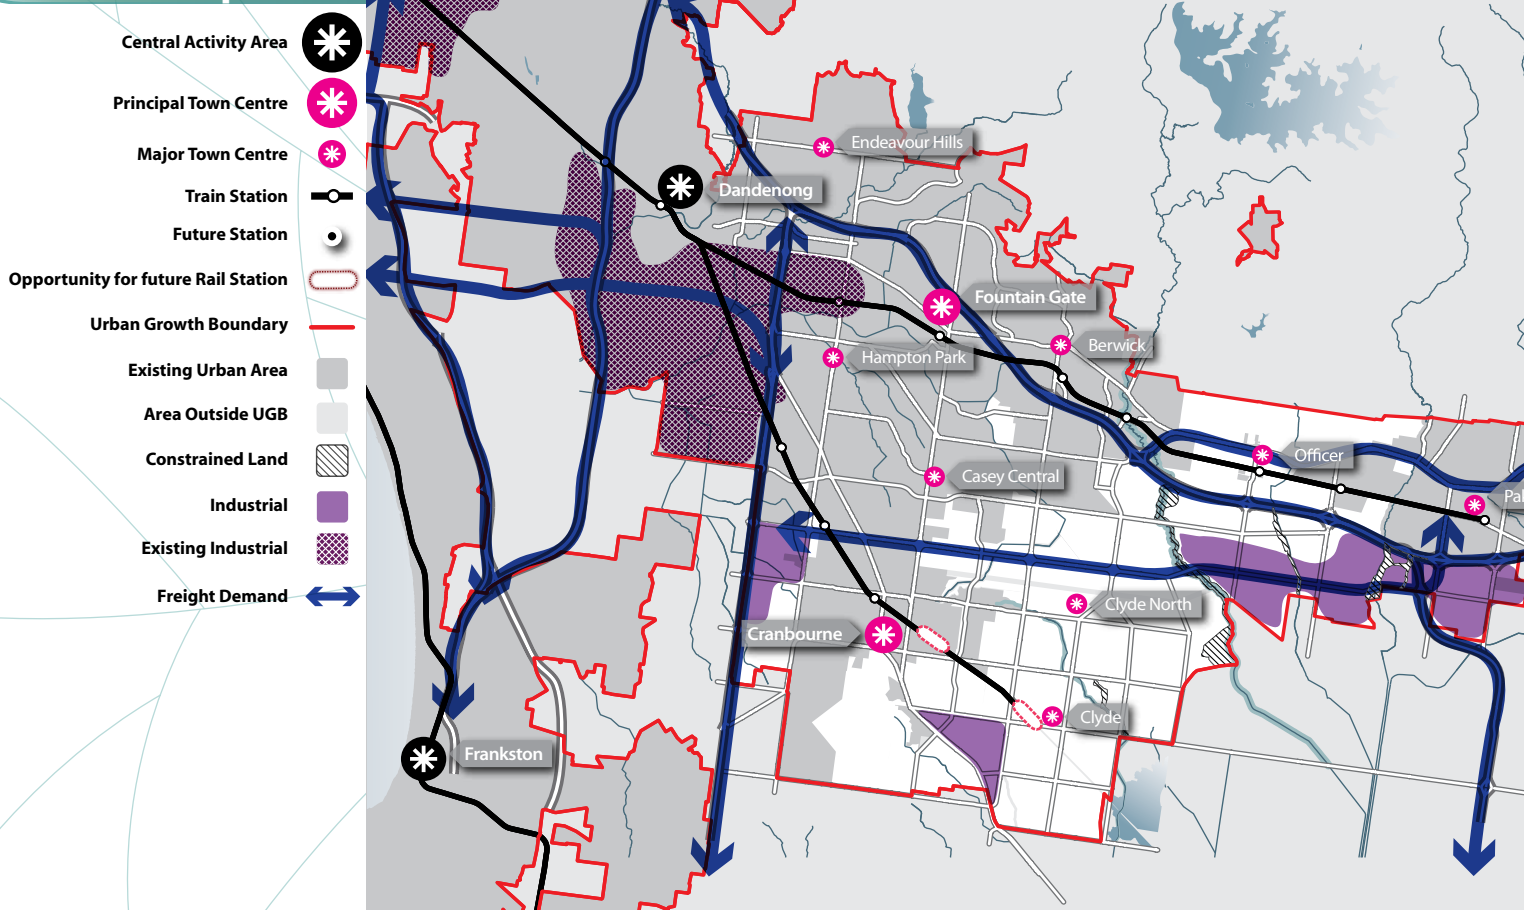 Central Activity Area
Principal Town Centre
Major Town Centre
Train Station
Future Station
Opportunity for future Rail Station
Urban Growth Boundary
Existing Urban Area
Area Outside UGB
Constrained Land
Industrial
Existing Industrial
Freight Demand
Endeavour Hills
Dandenong
Fountain Gate
Berwick
Hampton Park
Officer
Casey Central
Pak
Clyde North
Cranbourne
Clyde
Frankston